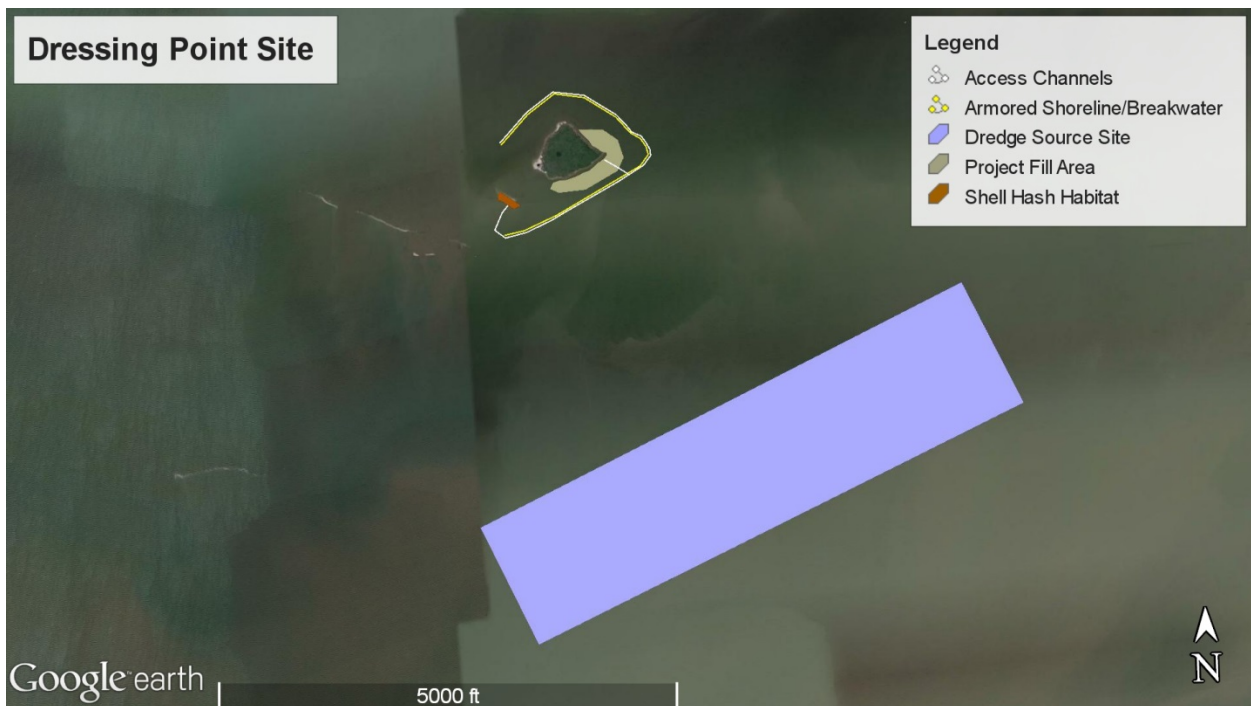 Dressing Point Site
Legend
Access Channels
Armored Shoreline/Breakwater
Dredge Source Site
Project Fill Area
Shell Hash Habitat
Google earth
5000 ft
N